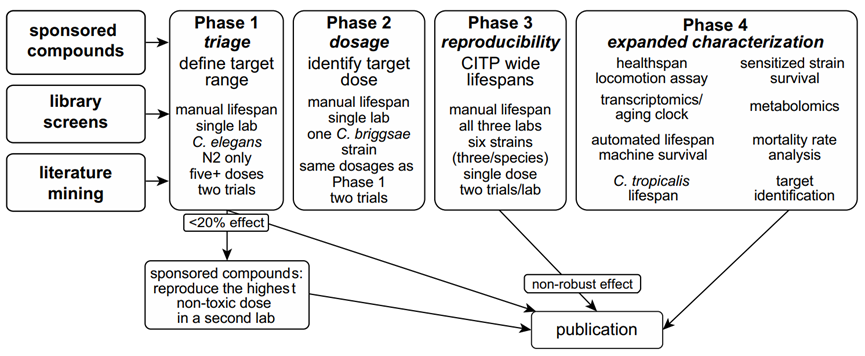 sponsored
compounds
library
screens
literature
mining
Phase 1
triage
define target
range
manual lifespan
single lab
C. elegans
N2 only
five+ doses
two trials
Phase 2
dosage
identify target
dose
manual lifespan
single lab
one C. briggsae
strain
same dosages as
Phase 1
two trials
Phase 3
reproducibility
CITP wide
lifespans
manual lifespan
all three labs
six strains
(three/species)
single dose
two trials/lab
Phase 4
expanded characterization
healthspan
locomotion assay
transcriptomics/
aging clock
automated lifespan
machine survival
C. tropicalis
lifespan
sensitized strain
survival
metabolomics
mortality rate
analysis
target
identification
<20% effect
sponsored compounds:
reproduce the highest
non-toxic dose
in a second lab
non-robust effect
publication